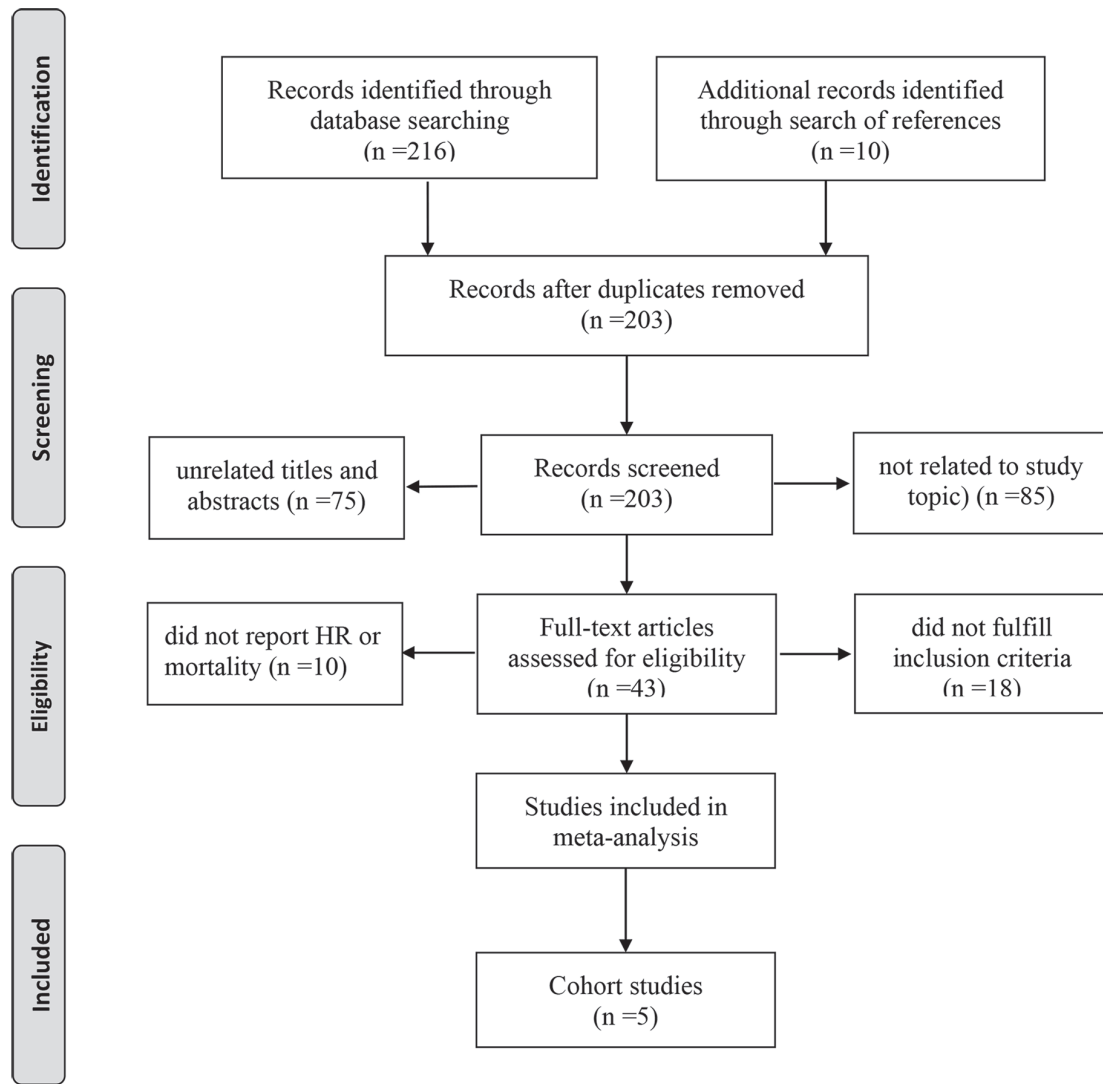 Identification
Records identified through
database searching
(n =216)
Additional records identified
through search of references
(n =10)
Records after duplicates removed
(n =203)
Screening
unrelated titles and
abstracts (n =75)
Records screened
(n =203)
not related to study
topic) (n =85)
Eligibility
did not report HR or
mortality (n =10)
Full-text articles
assessed for eligibility
(n =43)
did not fulfill
inclusion criteria
(n =18)
Studies included in
meta-analysis
Included
Cohort studies
(n =5)